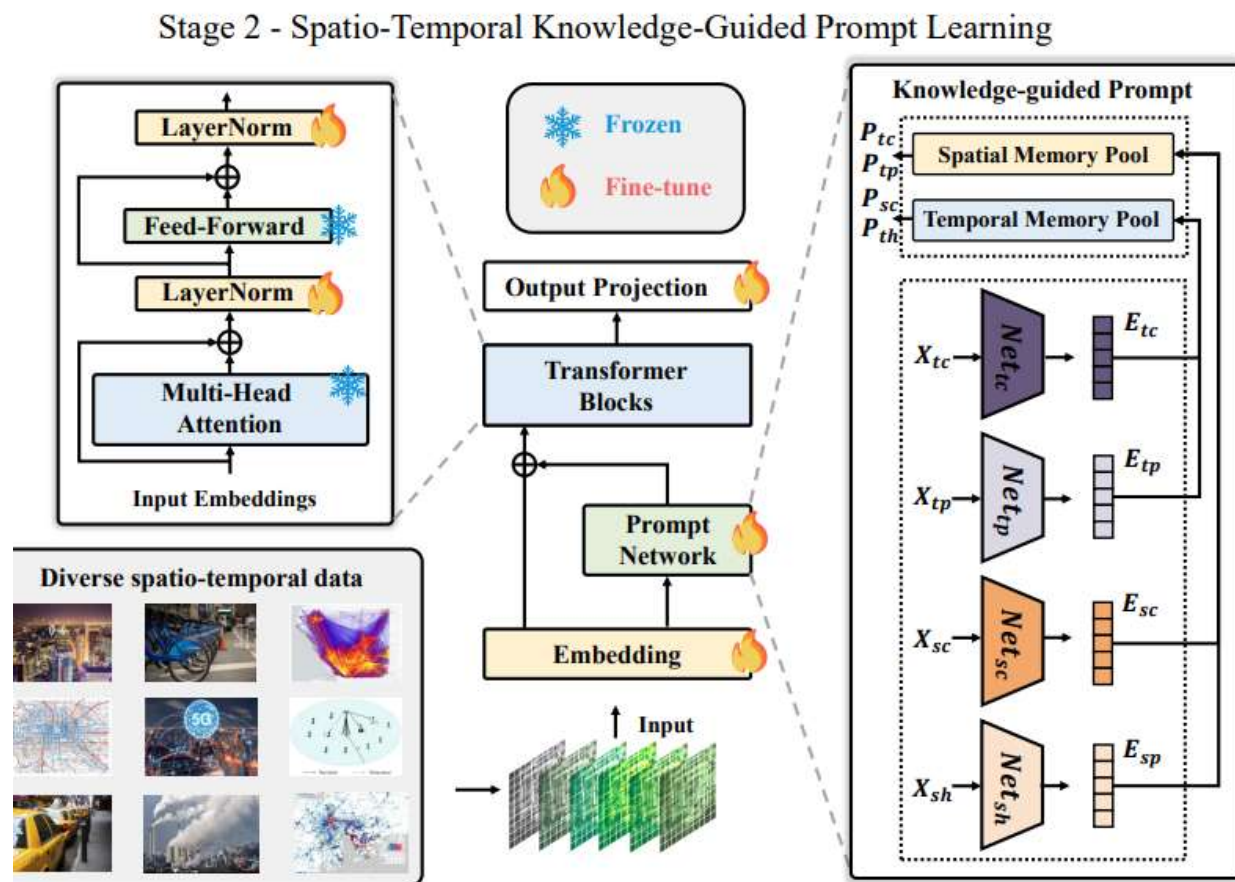 Stage 2 - Spatio-Temporal Knowledge-Guided Prompt Learning
LayerNorm
Feed-Forward
LayerNorm
Multi-Head
Attention
Input Embeddings
Diverse spatio-temporal data
5G
Frozen
Fine-tune
Output Projection
Transformer
Blocks
Prompt
Network
Embedding
Input
Knowledge-guided Prompt
P_tc
P_tp
Spatial Memory Pool
P_sc
P_th
Temporal Memory Pool
X_tc
Net_tc
E_tc
X_tp
Net_tp
E_tp
X_sc
Net_sc
E_sc
X_sh
Net_sh
E_sp